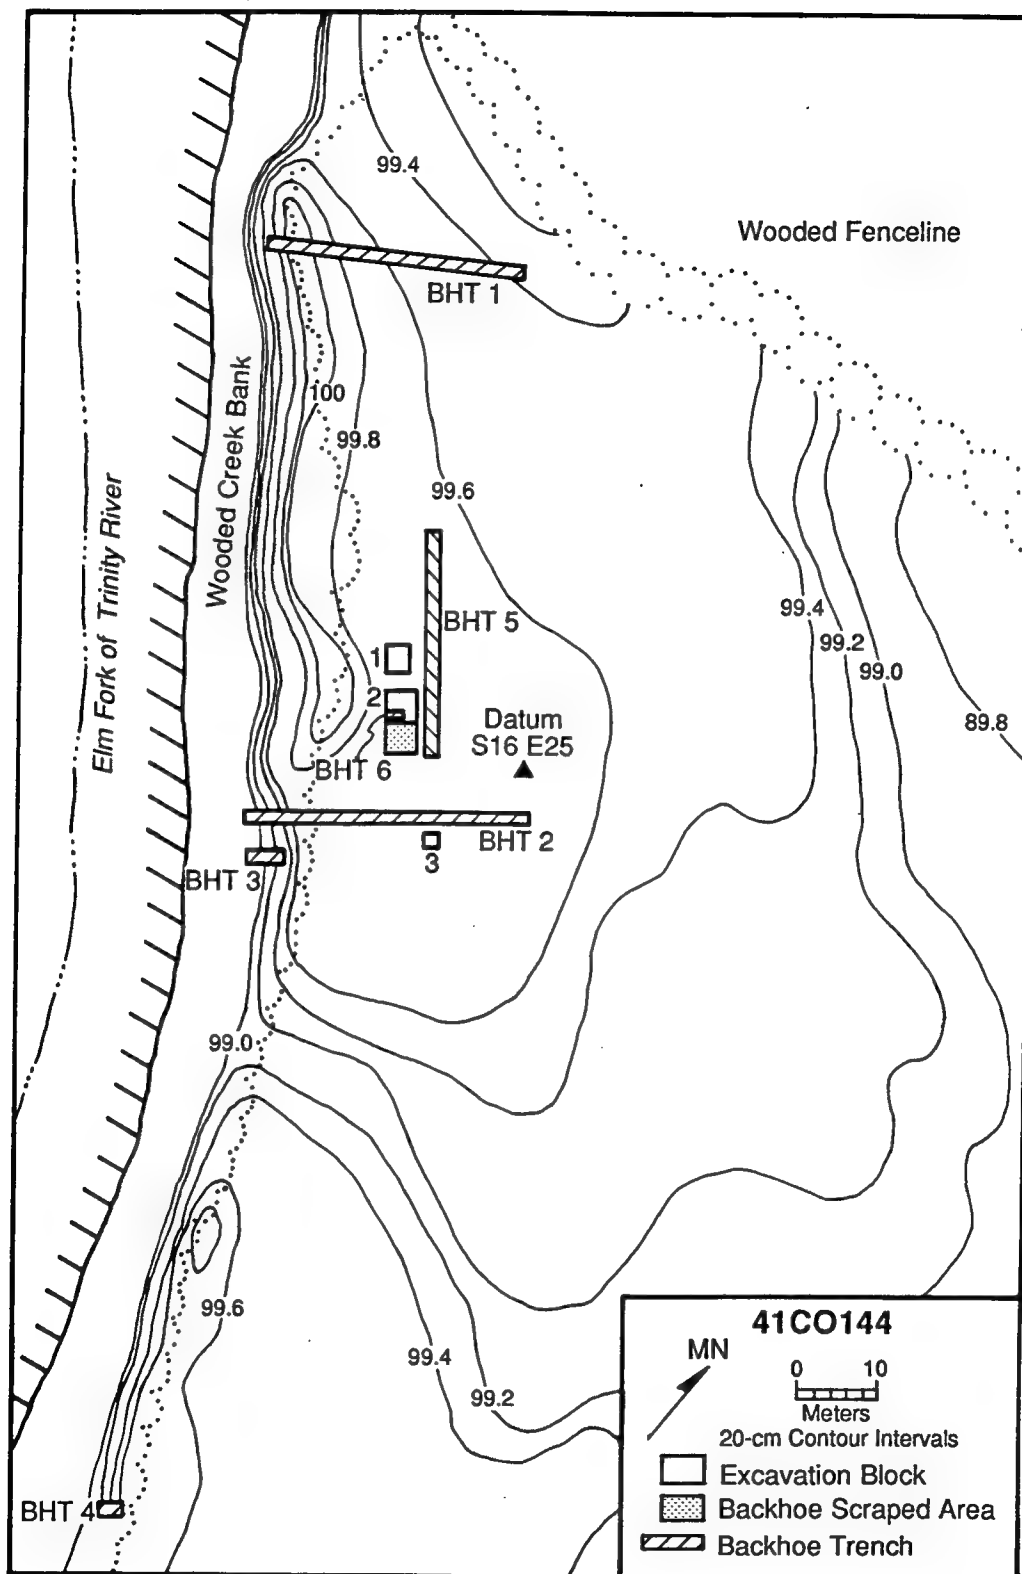 99.4
Wooded Fenceline
BHT 1
Wooded Creek Bank
100
99.8
99.6
Elm Fork of Trinity River
BHT 5
99.4
99.2
99.0
1
2
Datum
S16 E25
89.8
BHT 6
BHT 2
3
BHT 3
99.0
99.6
99.4
99.2
BHT 4
41CO144
MN
0 10
Meters
20-cm Contour Intervals
Excavation Block
Backhoe Scraped Area
Backhoe Trench